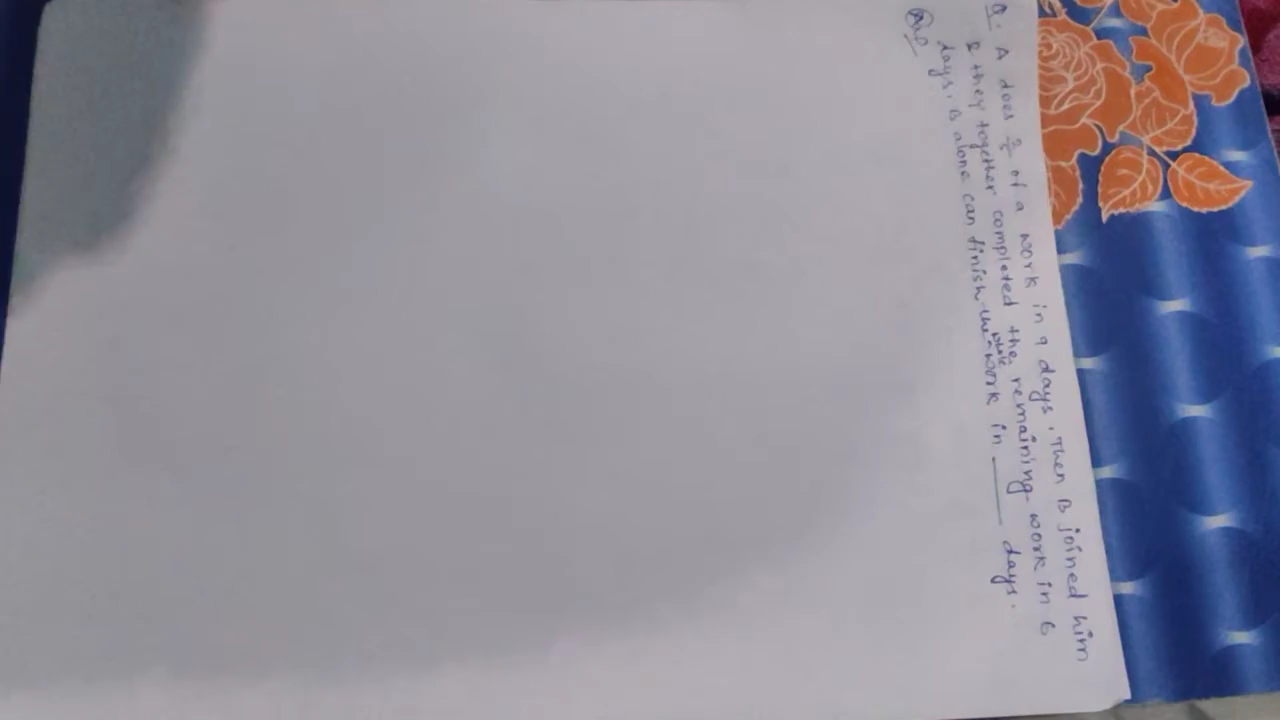 Q. A does 2/5 of a work in 9 days. Then B joined him
& they together completed the remaining work in 6
days. B alone can finish the whole work in ____ days.
Ans